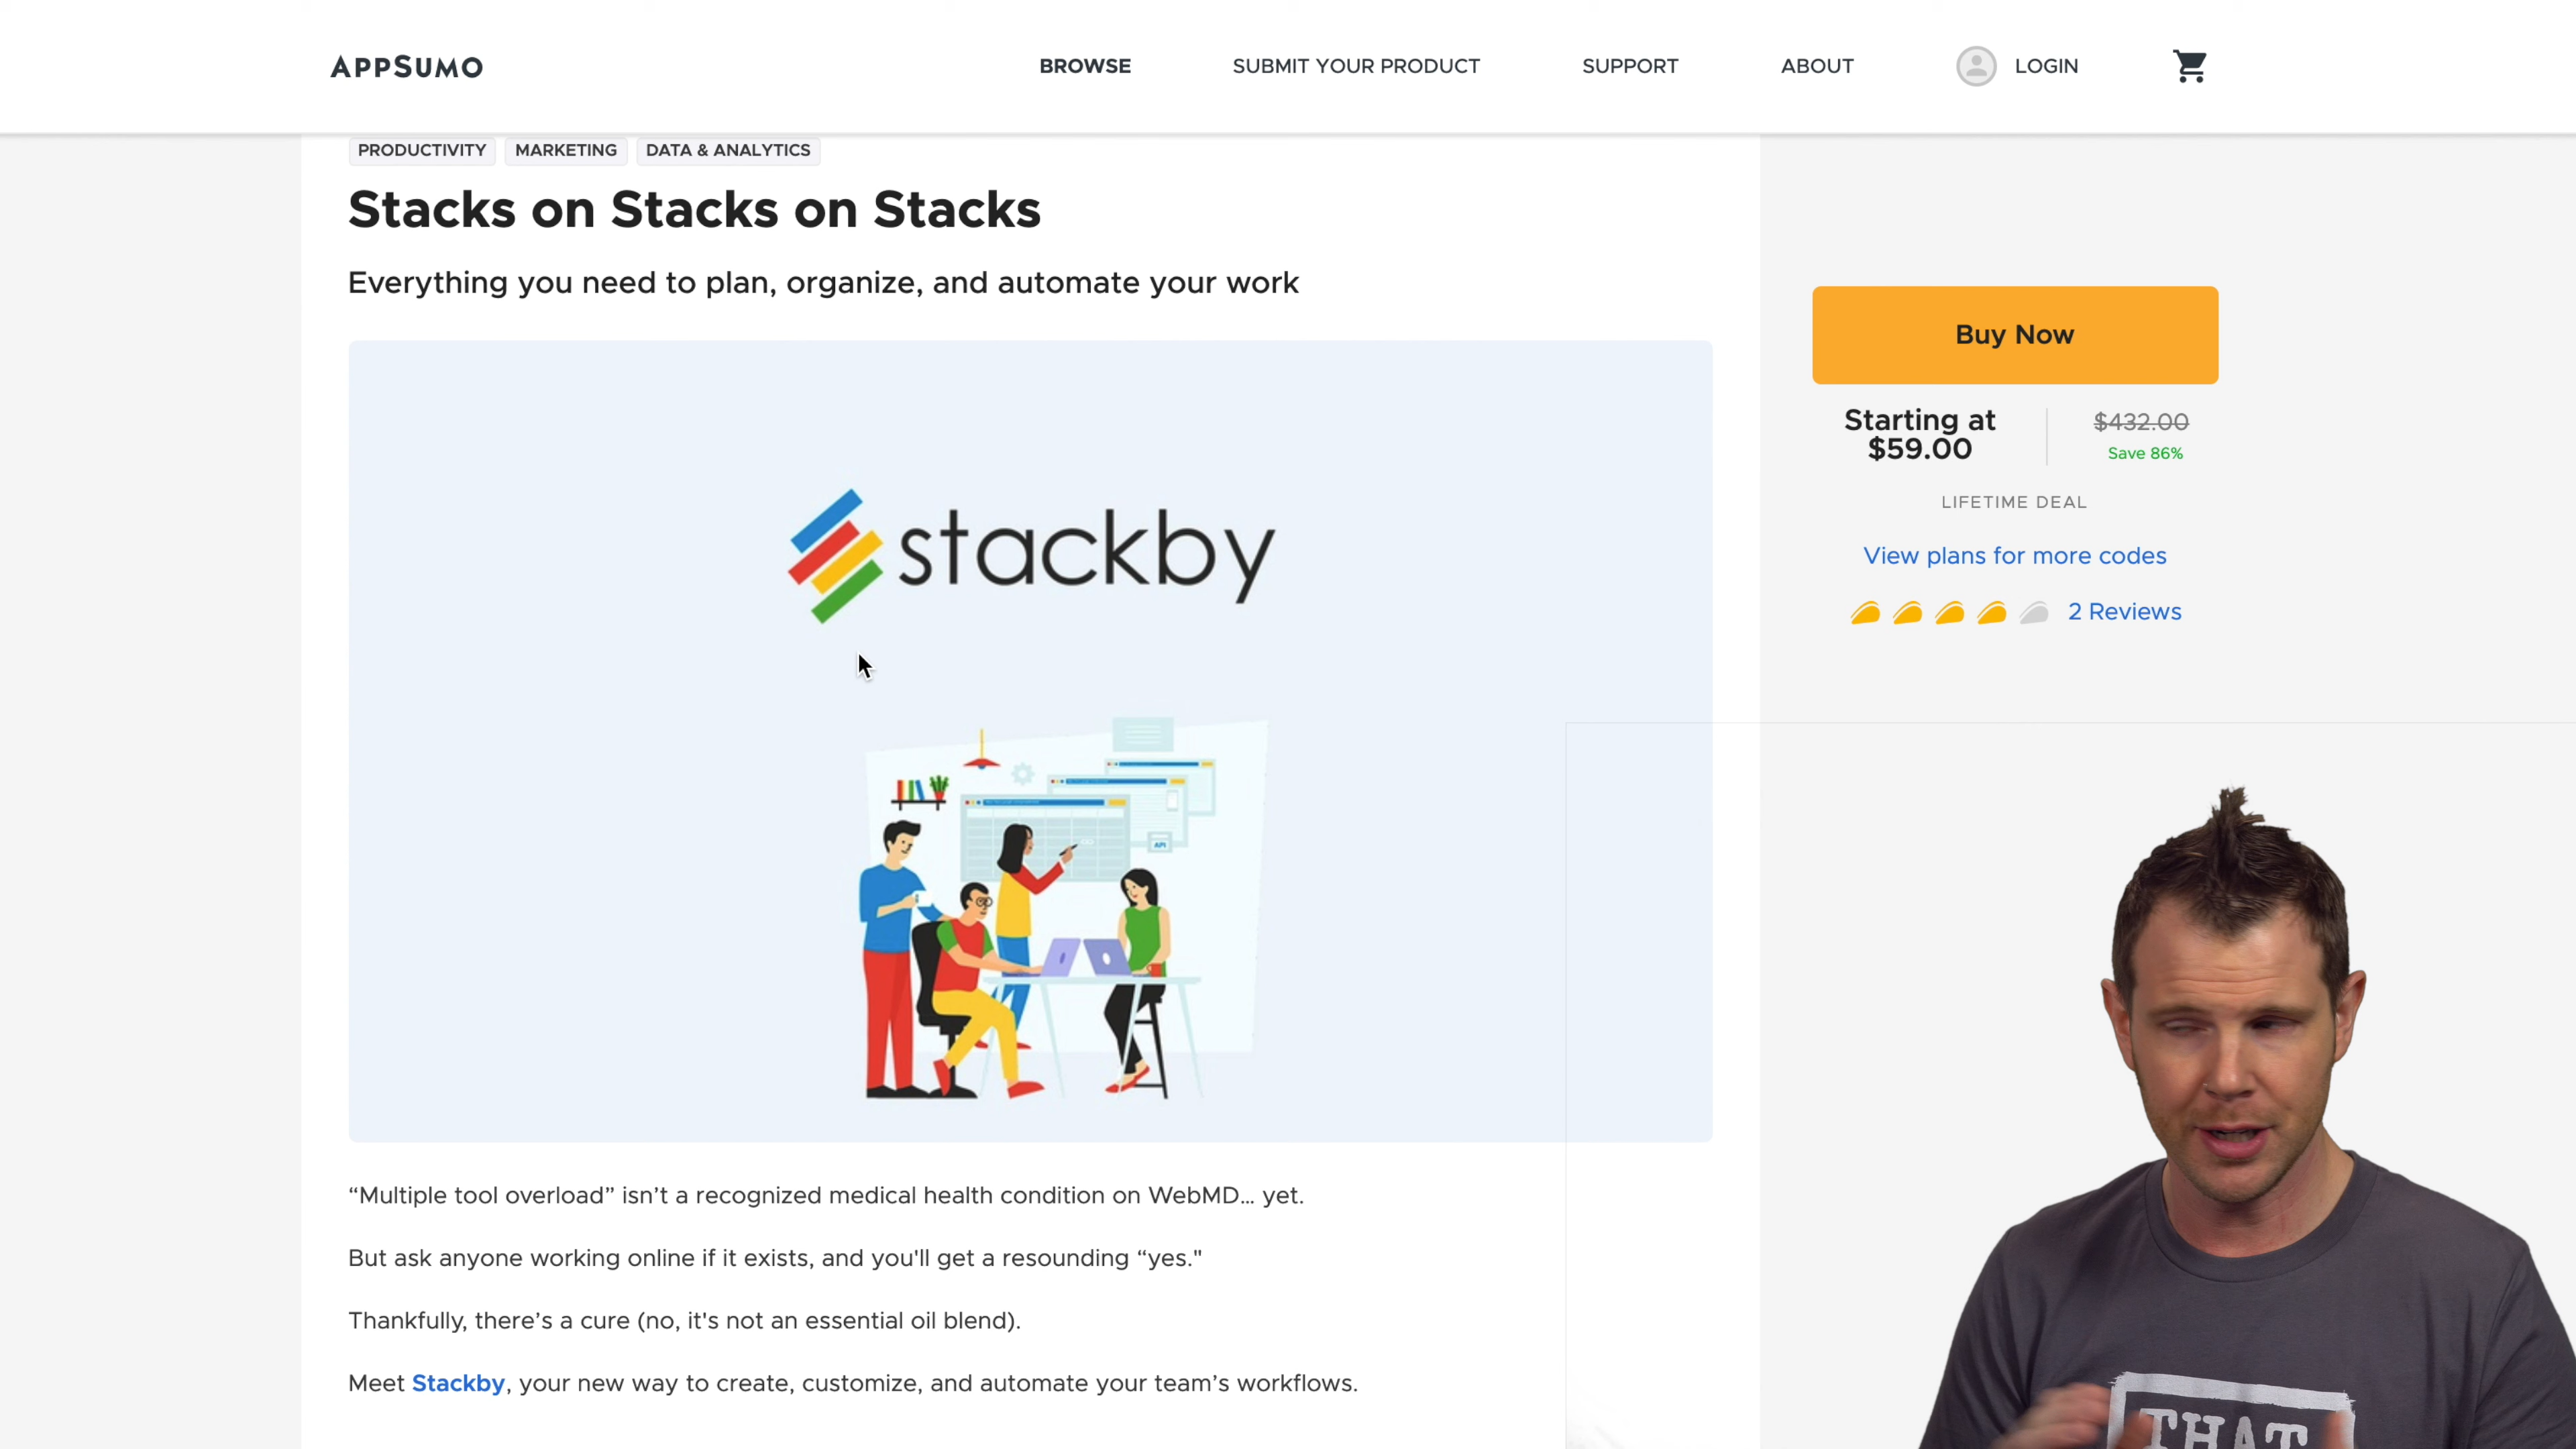 APPSUMO
BROWSE
SUBMIT YOUR PRODUCT
SUPPORT
ABOUT
LOGIN
PRODUCTIVITY
MARKETING
DATA & ANALYTICS
Stacks on Stacks on Stacks
Everything you need to plan, organize, and automate your work
stackby
API
“Multiple tool overload” isn’t a recognized medical health condition on WebMD... yet.
But ask anyone working online if it exists, and you'll get a resounding “yes."
Thankfully, there’s a cure (no, it's not an essential oil blend).
Meet Stackby, your new way to create, customize, and automate your team’s workflows.
Buy Now
Starting at
$59.00
$432.00
Save 86%
LIFETIME DEAL
View plans for more codes
2 Reviews
THAT